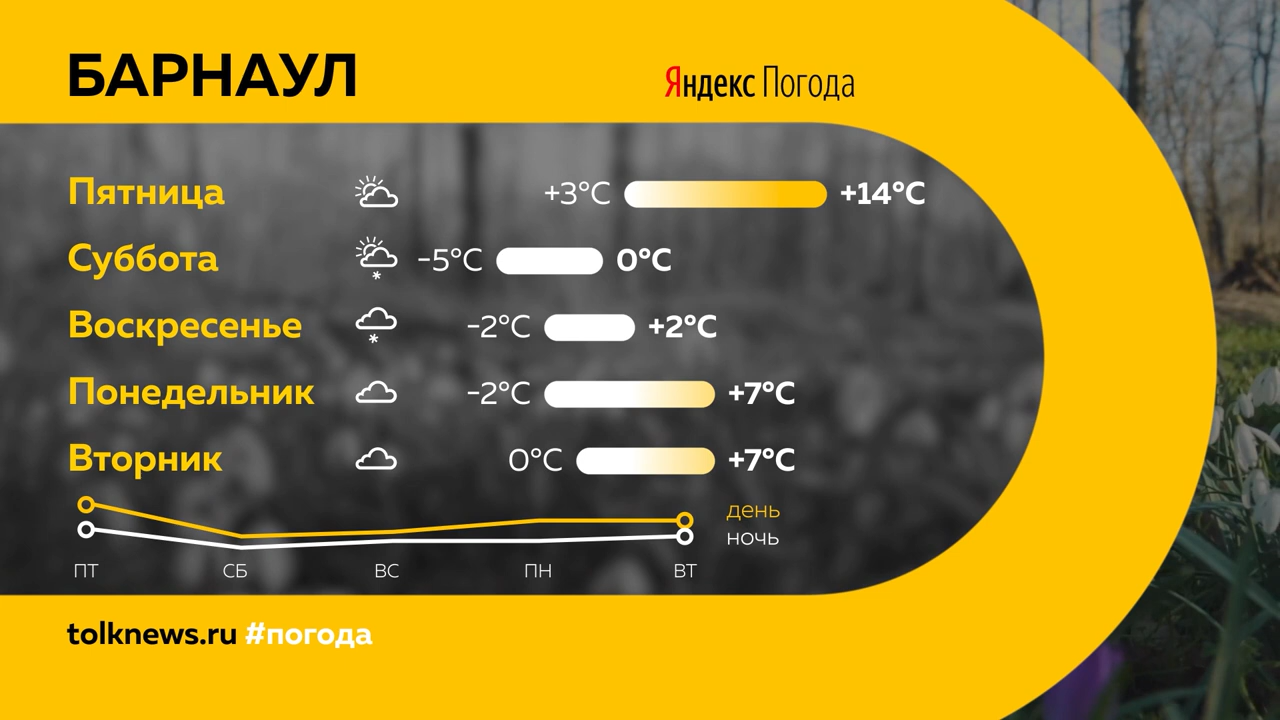 БАРНАУЛ
Яндекс Погода
Пятница +3°C +14°C
Суббота -5°C 0°C
Воскресенье -2°C +2°C
Понедельник -2°C +7°C
Вторник 0°C +7°C
день
ночь
ПТ СБ ВС ПН ВТ
tolknews.ru #погода